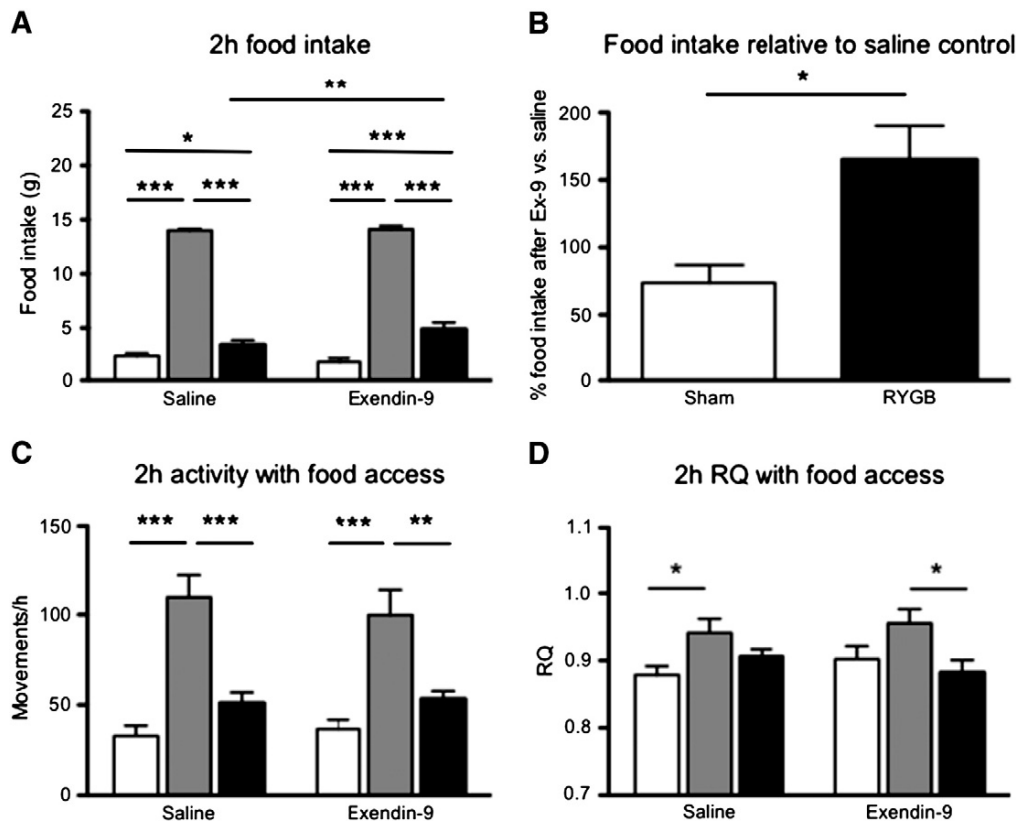 A
2h food intake
**
* ***
*** *** *** ***
25
20
15
10
5
0
Food intake (g)
Saline Exendin-9
B
Food intake relative to saline control
*
200
150
100
50
0
% food intake after Ex-9 vs. saline
Sham RYGB
C
2h activity with food access
*** *** *** **
150
100
50
0
Movements/h
Saline Exendin-9
D
2h RQ with food access
* *
1.1
1.0
0.9
0.8
0.7
RQ
Saline Exendin-9